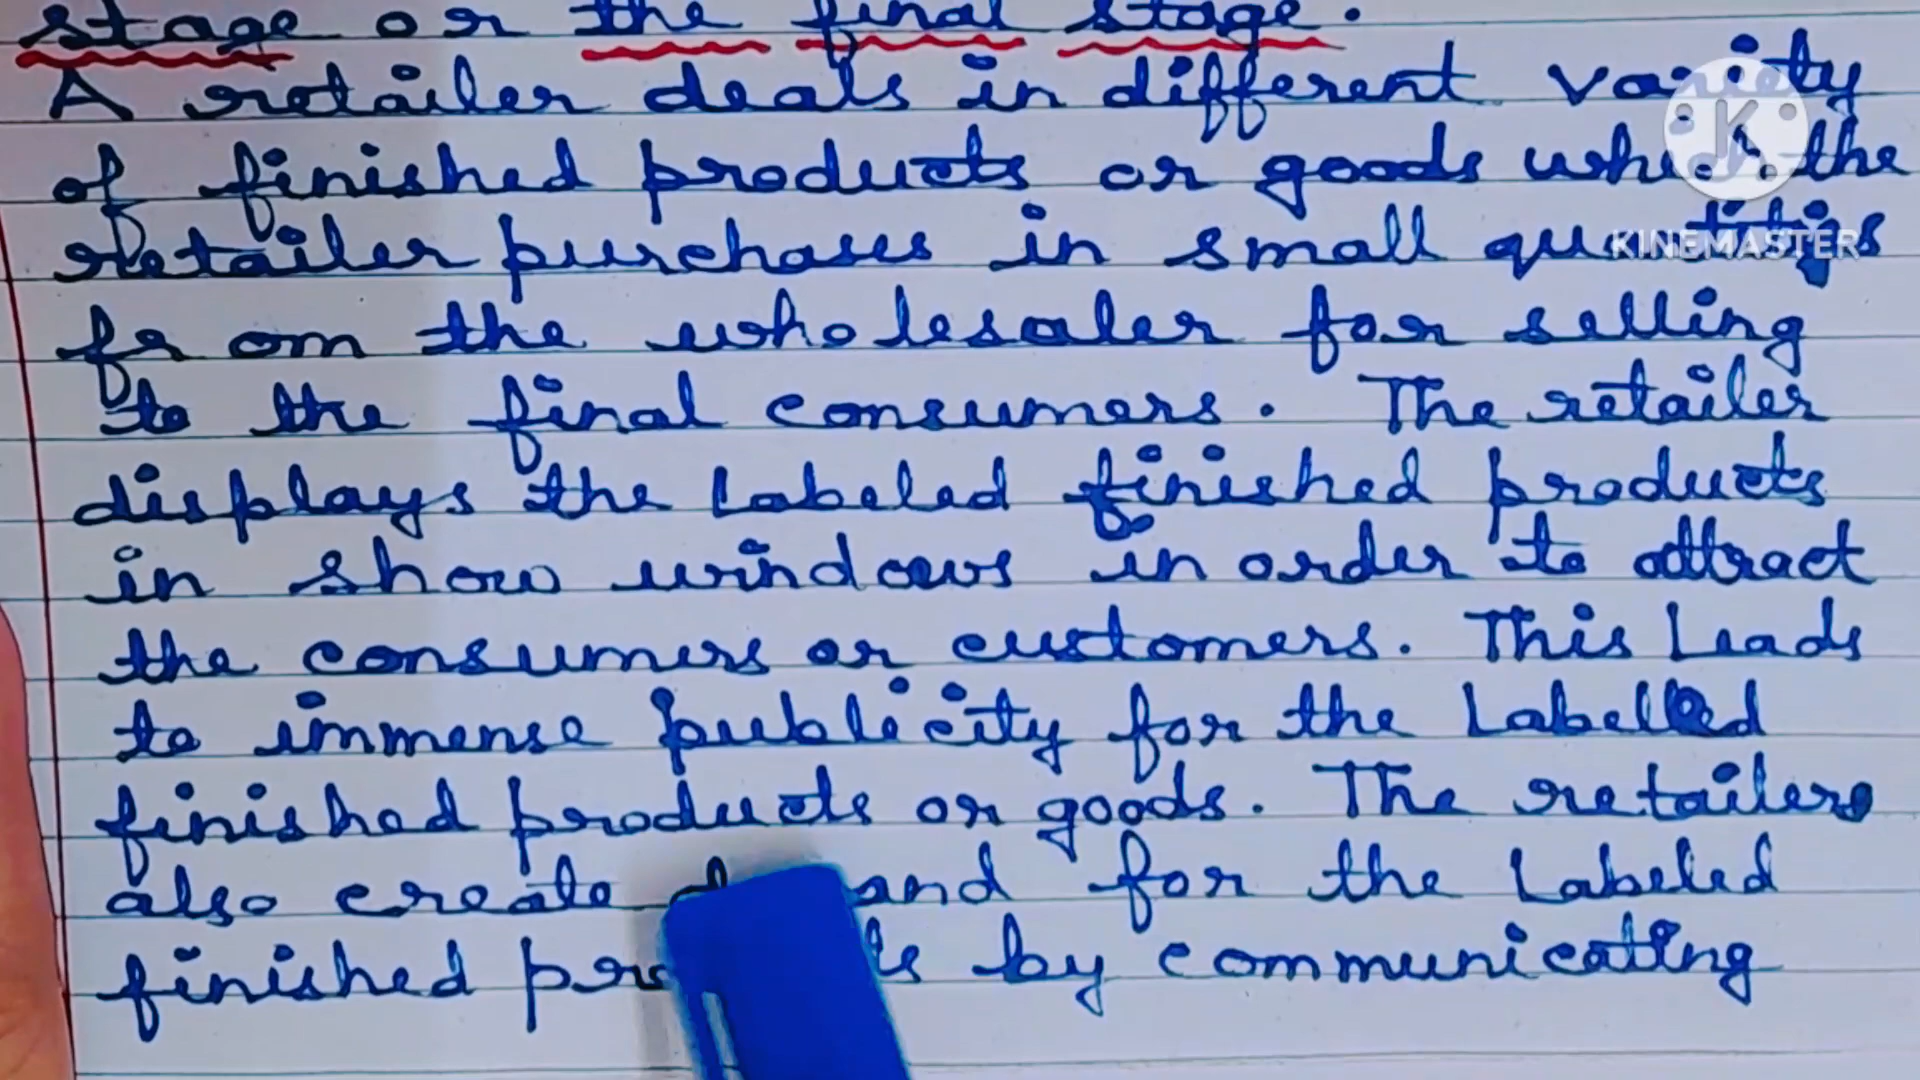 stage or the final stage.
A retailer deals in different variety
of finished products or goods which the
retailer purchases in small quantities
from the wholesaler for selling
to the final consumers. The retailer
displays the Labeled finished products
in show windows in order to attract
the consumers or customers. This Leads
to immense publicity for the Labelled
finished products or goods. The retailers
also create and for the Labeled
finished by communicating
K
KINEMASTER